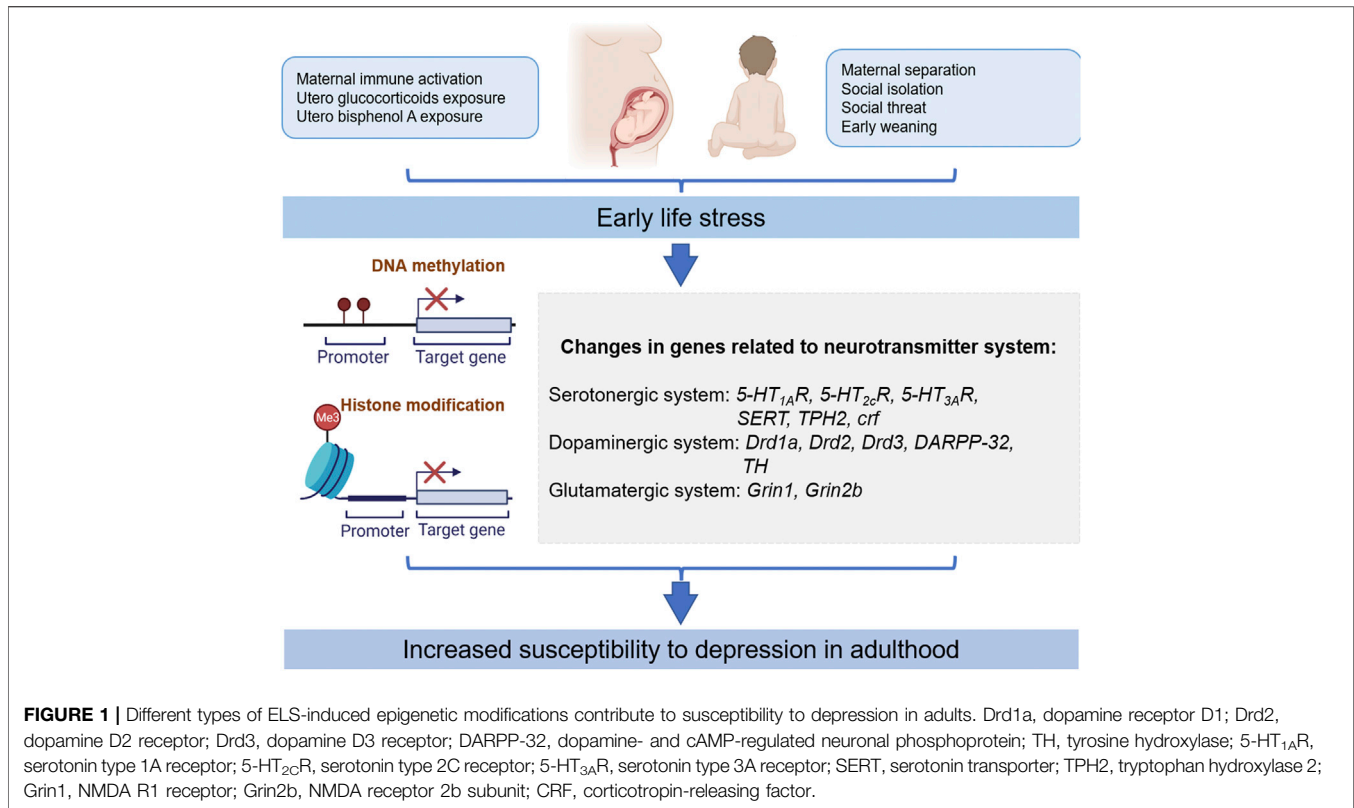 Maternal immune activation
Utero glucocorticoids exposure
Utero bisphenol A exposure
Maternal separation
Social isolation
Social threat
Early weaning
Early life stress
DNA methylation
Promoter
Target gene
Histone modification
Me3
Promoter
Target gene
Changes in genes related to neurotransmitter system:
Serotonergic system: 5-HT1AR, 5-HT2cR, 5-HT3AR,
SERT, TPH2, crf
Dopaminergic system: Drd1a, Drd2, Drd3, DARPP-32,
TH
Glutamatergic system: Grin1, Grin2b
Increased susceptibility to depression in adulthood
FIGURE 1 | Different types of ELS-induced epigenetic modifications contribute to susceptibility to depression in adults. Drd1a, dopamine receptor D1; Drd2,
dopamine D2 receptor; Drd3, dopamine D3 receptor; DARPP-32, dopamine- and cAMP-regulated neuronal phosphoprotein; TH, tyrosine hydroxylase; 5-HT1AR,
serotonin type 1A receptor; 5-HT2CR, serotonin type 2C receptor; 5-HT3AR, serotonin type 3A receptor; SERT, serotonin transporter; TPH2, tryptophan hydroxylase 2;
Grin1, NMDA R1 receptor; Grin2b, NMDA receptor 2b subunit; CRF, corticotropin-releasing factor.